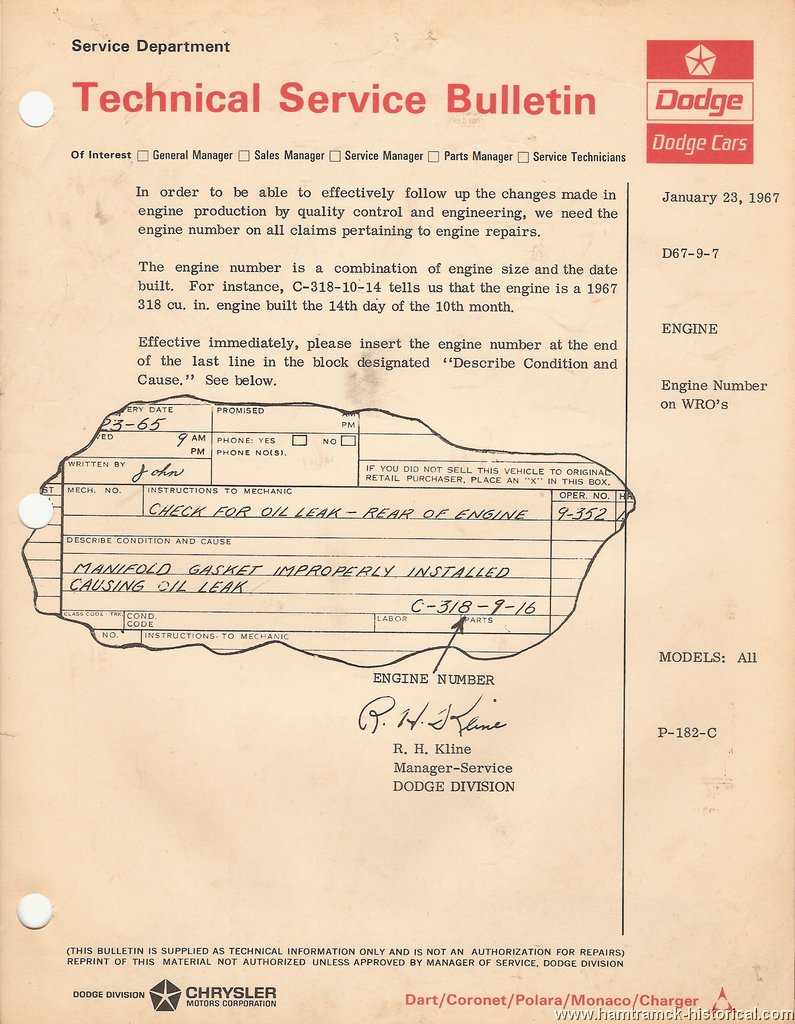 Service Department
Technical Service Bulletin
Dodge
Dodge Cars
Of Interest □ General Manager □ Sales Manager □ Service Manager □ Parts Manager □ Service Technicians
In order to be able to effectively follow up the changes made in
engine production by quality control and engineering, we need the
engine number on all claims pertaining to engine repairs.
The engine number is a combination of engine size and the date
built. For instance, C-318-10-14 tells us that the engine is a 1967
318 cu. in. engine built the 14th day of the 10th month.
Effective immediately, please insert the engine number at the end
of the last line in the block designated "Describe Condition and
Cause." See below.
January 23, 1967
D67-9-7
ENGINE
Engine Number
on WRO's
MODELS: All
P-182-C
ERY DATE
PROMISED
23-65
AM
PM
ED
9 AM
PM
PHONE: YES □ NO □
PHONE NO(S).
WRITTEN BY John
IF YOU DID NOT SELL THIS VEHICLE TO ORIGINAL
RETAIL PURCHASER, PLACE AN "X" IN THIS BOX.
ST
MECH. NO.
INSTRUCTIONS TO MECHANIC
OPER. NO.
CHECK FOR OIL LEAK - REAR OF ENGINE
9-352
DESCRIBE CONDITION AND CAUSE
MANIFOLD GASKET IMPROPERLY INSTALLED
CAUSING OIL LEAK
C-318-9-16
CLASS CODE - TRK.
COND.
CODE
LABOR
PARTS
NO.
INSTRUCTIONS TO MECHANIC
ENGINE NUMBER
R. H. Kline
R. H. Kline
Manager-Service
DODGE DIVISION
(THIS BULLETIN IS SUPPLIED AS TECHNICAL INFORMATION ONLY AND IS NOT AN AUTHORIZATION FOR REPAIRS)
REPRINT OF THIS MATERIAL NOT AUTHORIZED UNLESS APPROVED BY MANAGER OF SERVICE, DODGE DIVISION
DODGE DIVISION
CHRYSLER
MOTORS CORPORATION
Dart/Coronet/Polara/Monaco/Charger
www.hamtramck-historical.com